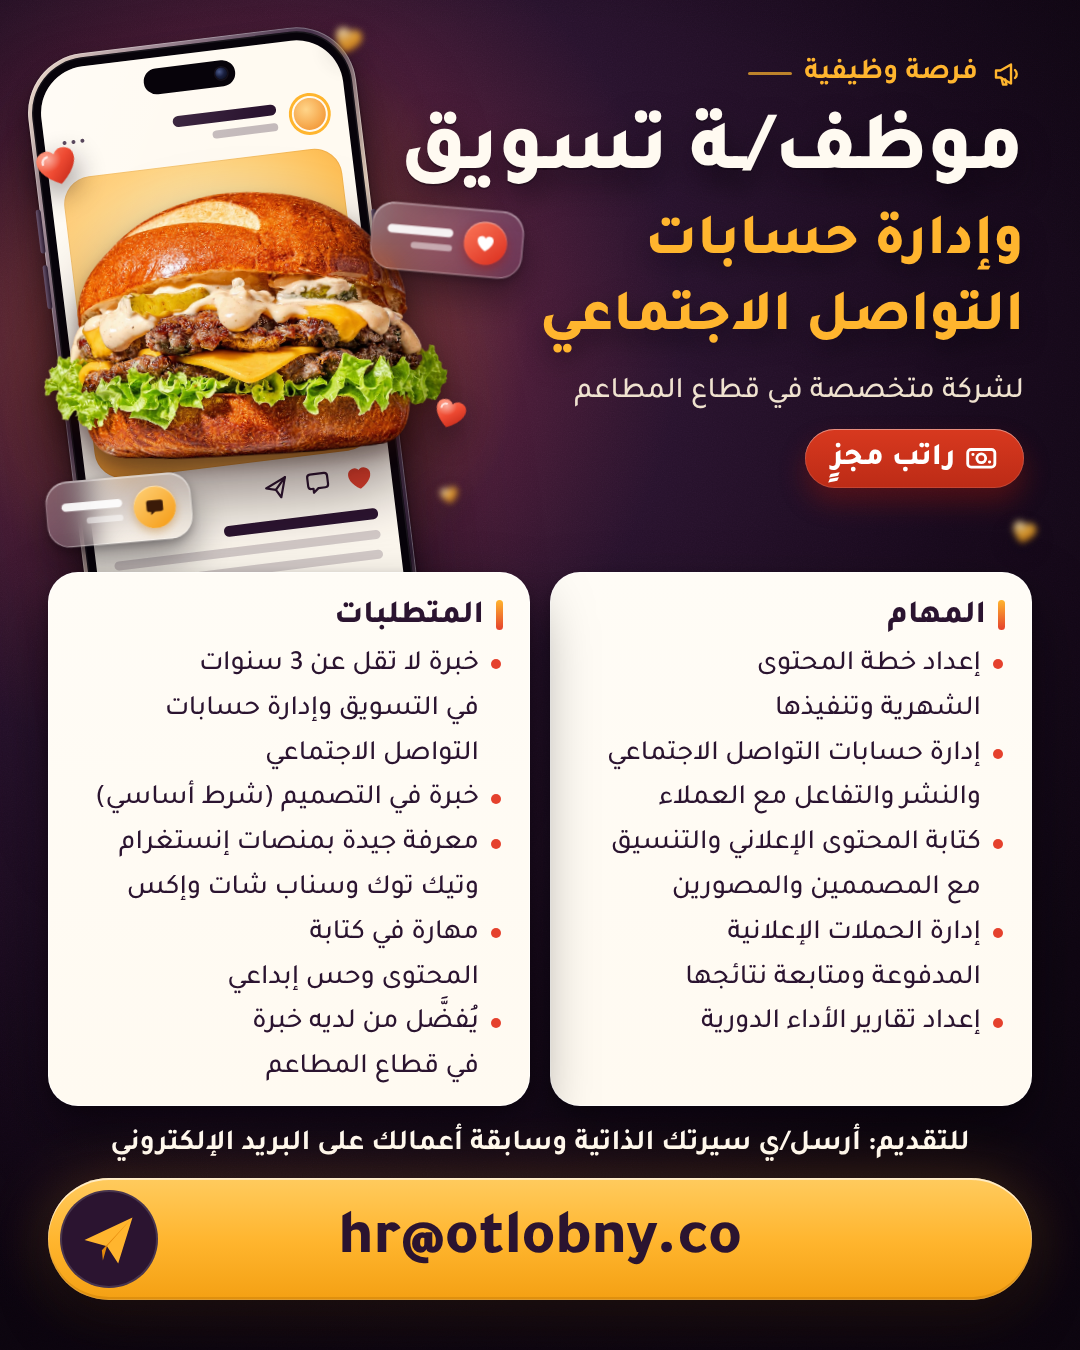 فرصة وظيفية
موظف/ـة تسويق
وإدارة حسابات
التواصل الاجتماعي
لشركة متخصصة في قطاع المطاعم
راتب مجزٍ
المهام
إعداد خطة المحتوى
الشهرية وتنفيذها
إدارة حسابات التواصل الاجتماعي
والنشر والتفاعل مع العملاء
كتابة المحتوى الإعلاني والتنسيق
مع المصممين والمصورين
إدارة الحملات الإعلانية
المدفوعة ومتابعة نتائجها
إعداد تقارير الأداء الدورية
المتطلبات
خبرة لا تقل عن 3 سنوات
في التسويق وإدارة حسابات
التواصل الاجتماعي
خبرة في التصميم (شرط أساسي)
معرفة جيدة بمنصات إنستغرام
وتيك توك وسناب شات وإكس
مهارة في كتابة
المحتوى وحس إبداعي
يُفضَّل من لديه خبرة
في قطاع المطاعم
للتقديم: أرسل/ي سيرتك الذاتية وسابقة أعمالك على البريد الإلكتروني
hr@otlobny.co